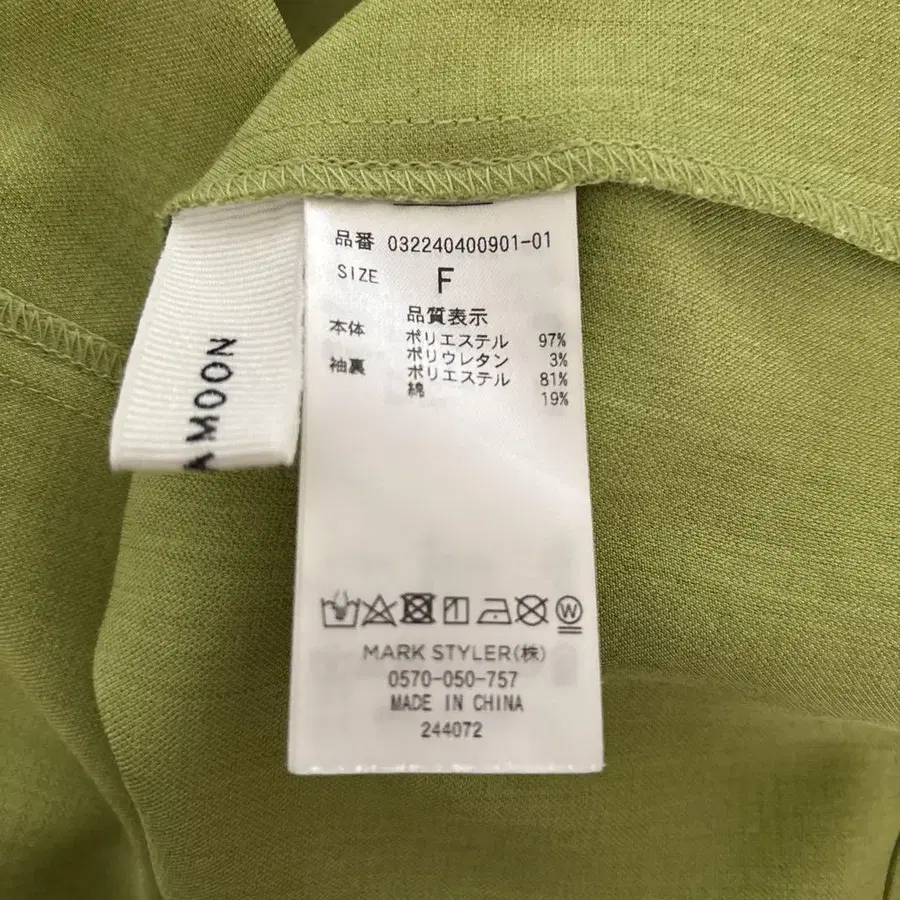 A MOON
品番 032240400901-01
SIZE F
品質表示
本体 ポリエステル 97%
ポリウレタン 3%
袖裏 ポリエステル 81%
綿 19%
W
MARK STYLER(株)
0570-050-757
MADE IN CHINA
244072